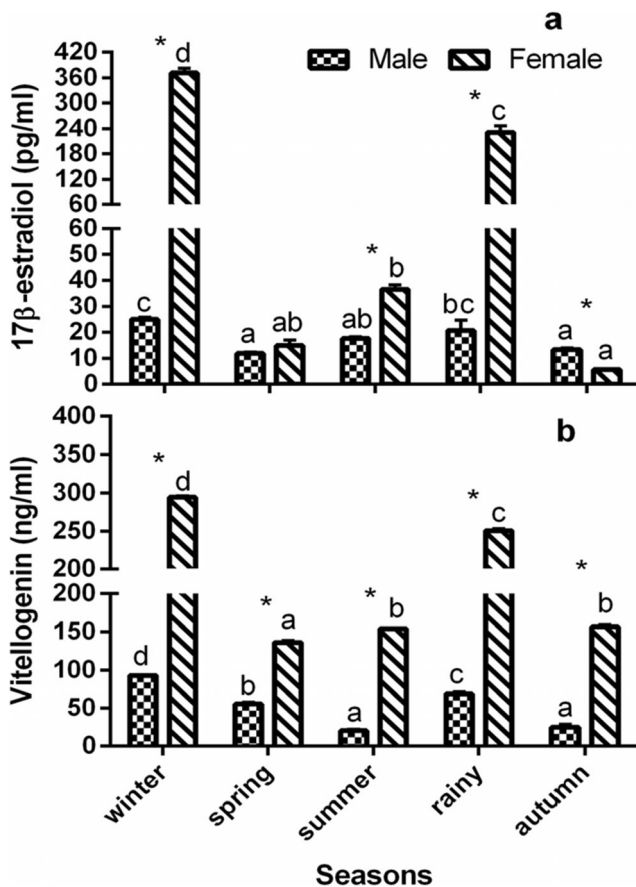 a
Male Female
17β-estradiol (pg/ml)
420
360
300
240
180
120
60
60
50
40
30
20
10
0
* d
c
a ab
ab * b
bc * c
a * a
b
Vitellogenin (ng/ml)
400
350
300
250
200
200
150
100
50
0
* d
d
b * a
a * b
c * c
a * b
winter spring summer rainy autumn
Seasons